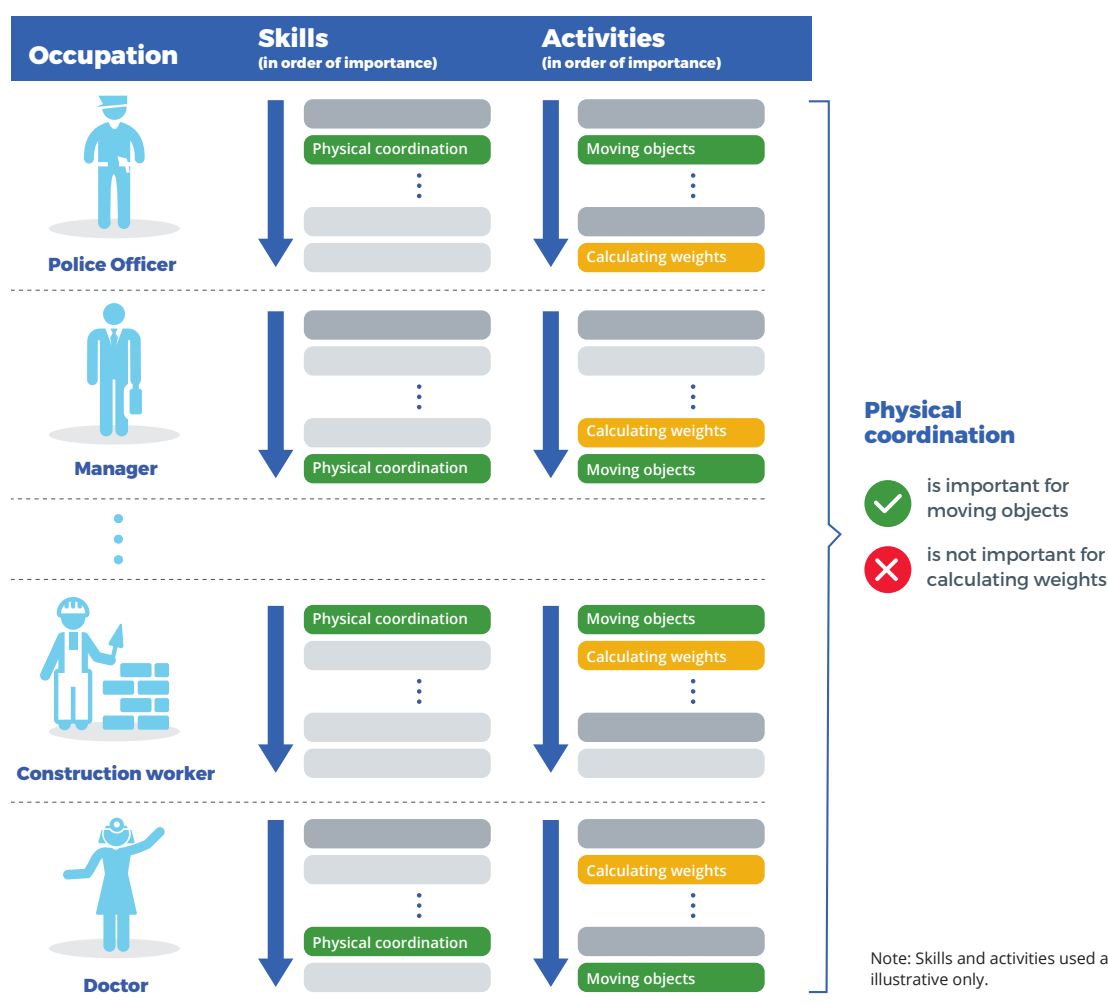 Occupation
Skills
(in order of importance)
Activities
(in order of importance)
Physical coordination
Moving objects
Calculating weights
Police Officer
Calculating weights
Physical coordination
Moving objects
Manager
Physical coordination
Moving objects
Calculating weights
Construction worker
Calculating weights
Physical coordination
Moving objects
Doctor
Physical
coordination
is important for
moving objects
is not important for
calculating weights
Note: Skills and activities used a
illustrative only.